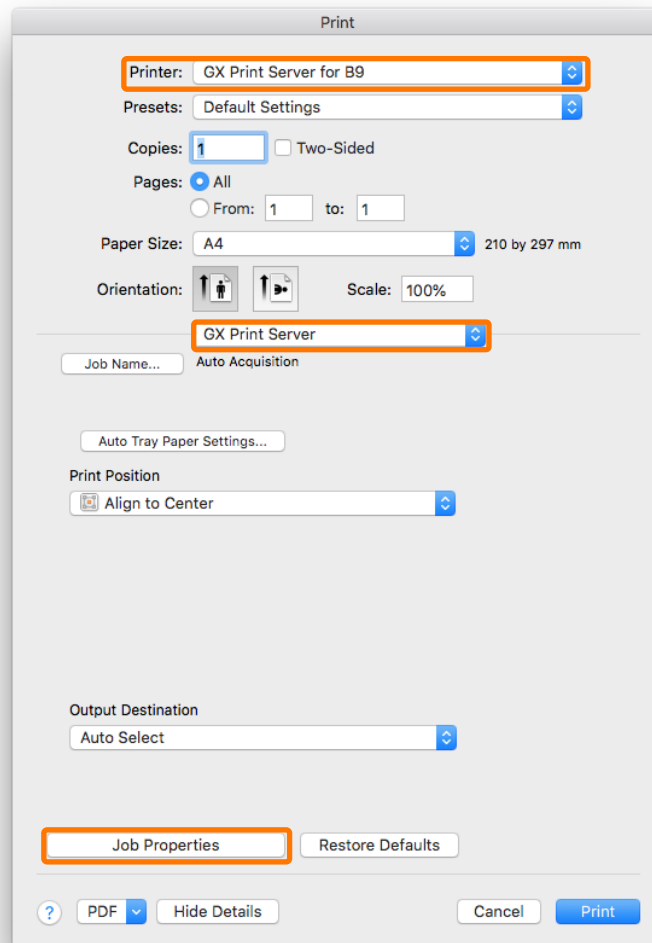 Print
Printer: GX Print Server for B9
Presets: Default Settings
Copies: 1 Two-Sided
Pages: All
From: 1 to: 1
Paper Size: A4 210 by 297 mm
Orientation: Scale: 100%
GX Print Server
Job Name... Auto Acquisition
Auto Tray Paper Settings...
Print Position
Align to Center
Output Destination
Auto Select
Job Properties Restore Defaults
? PDF Hide Details Cancel Print